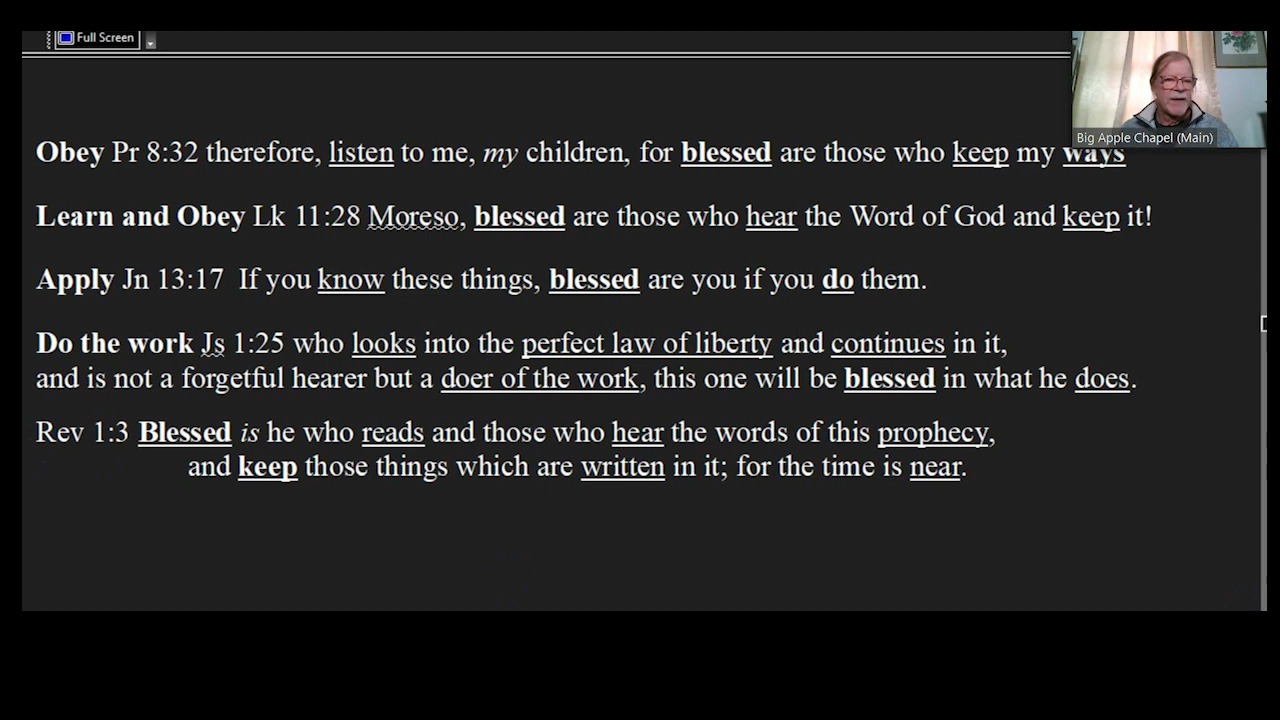 Full Screen
Big Apple Chapel (Main)
Obey Pr 8:32 therefore, listen to me, my children, for blessed are those who keep my ways
Learn and Obey Lk 11:28 Moreso, blessed are those who hear the Word of God and keep it!
Apply Jn 13:17 If you know these things, blessed are you if you do them.
Do the work Js 1:25 who looks into the perfect law of liberty and continues in it,
and is not a forgetful hearer but a doer of the work, this one will be blessed in what he does.
Rev 1:3 Blessed is he who reads and those who hear the words of this prophecy,
and keep those things which are written in it; for the time is near.